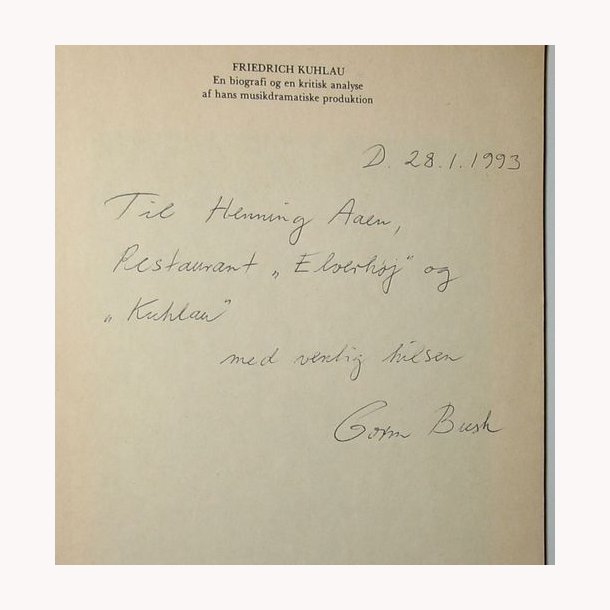 FRIEDRICH KUHLAU
En biografi og en kritisk analyse
af hans musikdramatiske produktion
D. 28.1.1993
Til Henning Aaen,
Restaurant „Elverhøj" og
„Kuhlau"
med venlig hilsen
Gorm Busk